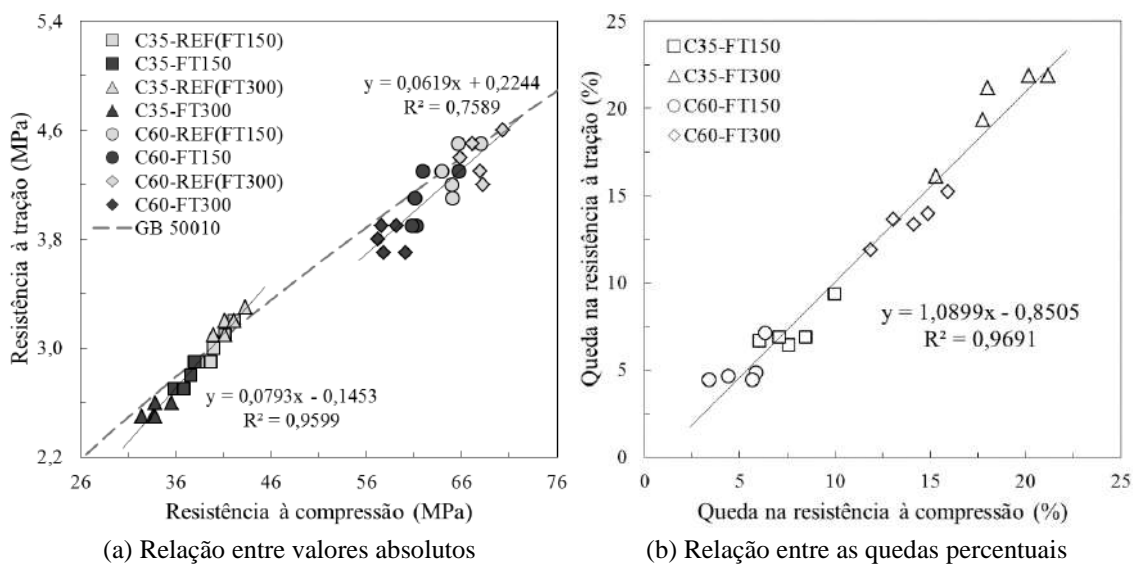 5,4
4,6
3,8
3,0
2,2
Resistência à tração (MPa)
C35-REF(FT150)
C35-FT150
C35-REF(FT300)
C35-FT300
C60-REF(FT150)
C60-FT150
C60-REF(FT300)
C60-FT300
GB 50010
y = 0,0619x + 0,2244
R² = 0,7589
y = 0,0793x - 0,1453
R² = 0,9599
26 36 46 56 66 76
Resistência à compressão (MPa)
(a) Relação entre valores absolutos
25
20
15
10
5
0
Queda na resistência à tração (%)
C35-FT150
C35-FT300
C60-FT150
C60-FT300
y = 1,0899x - 0,8505
R² = 0,9691
0 5 10 15 20 25
Queda na resistência à compressão (%)
(b) Relação entre as quedas percentuais